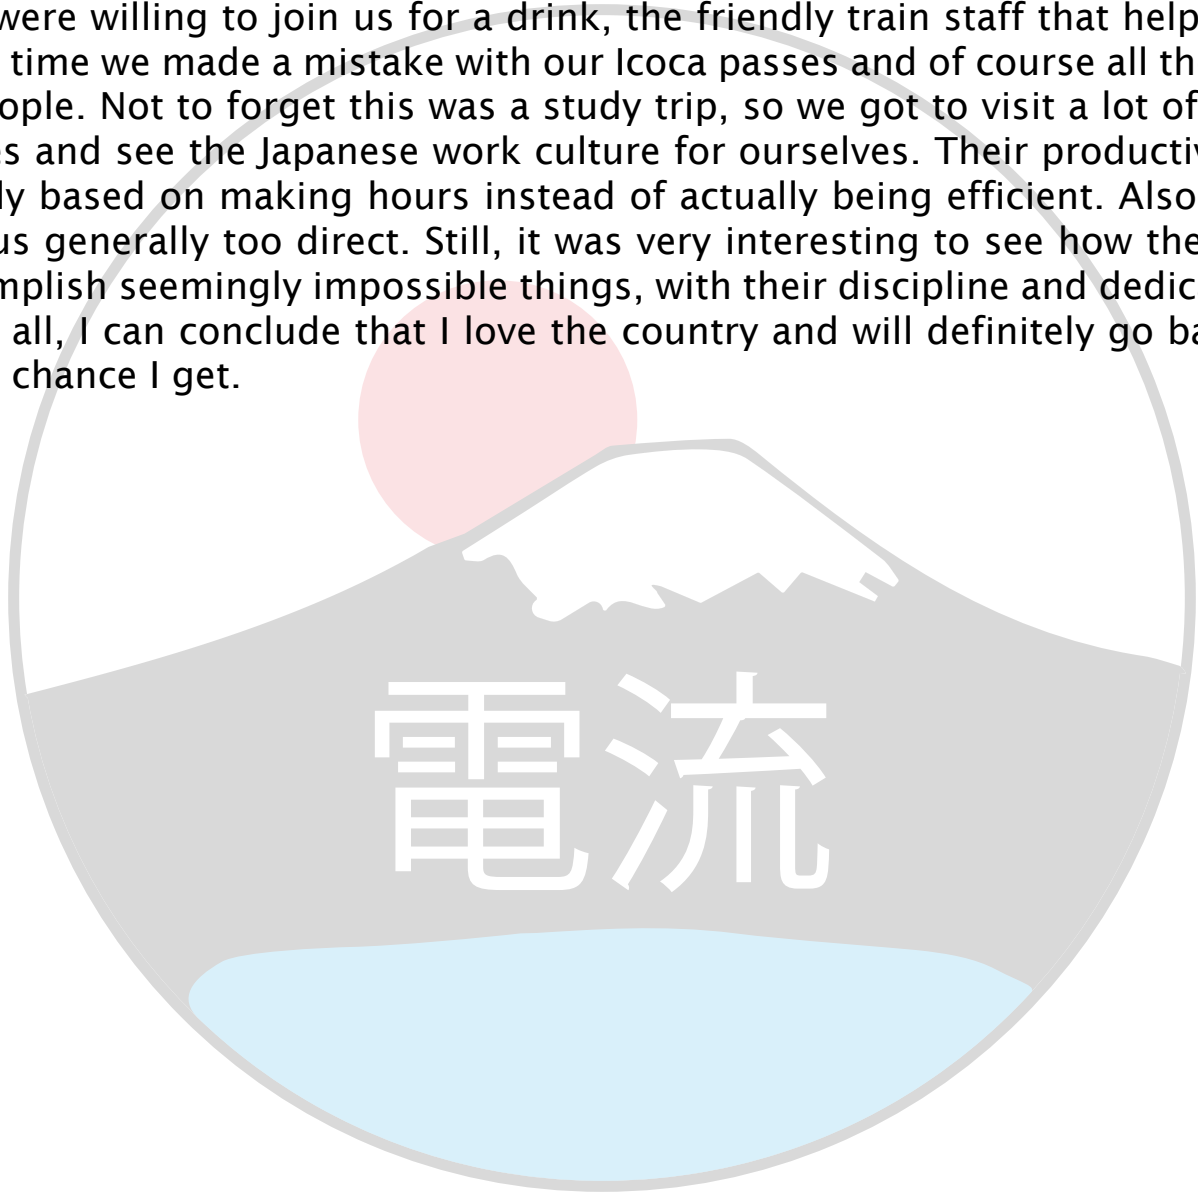 were willing to join us for a drink, the friendly train staff that help
time we made a mistake with our Icoca passes and of course all th
ople. Not to forget this was a study trip, so we got to visit a lot of
es and see the Japanese work culture for ourselves. Their productiv
ly based on making hours instead of actually being efficient. Also
us generally too direct. Still, it was very interesting to see how the
mplish seemingly impossible things, with their discipline and dedic
all, I can conclude that I love the country and will definitely go ba
chance I get.
電流